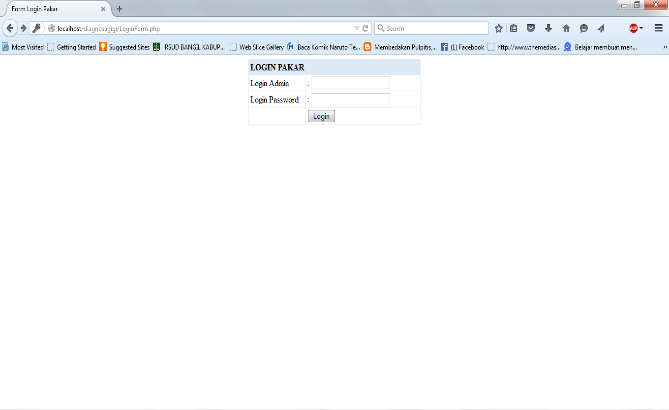 Form Login Pakar
localhost/diagnosagigi/LoginForm.php
Search
Most Visited Getting Started Suggested Sites RSUD BANGIL KABUP... Web Slice Gallery Baca Komik Naruto Te... Membedakan Pulpitis,... (1) Facebook http://www.themedias... Belajar membuat men...
LOGIN PAKAR
Login Admin :
Login Password :
Login